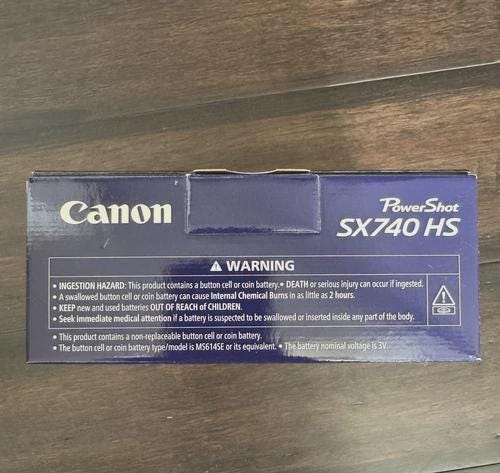 Canon
PowerShot
SX740 HS
⚠ WARNING
• INGESTION HAZARD: This product contains a button cell or coin battery. • DEATH or serious injury can occur if ingested.
• A swallowed button cell or coin battery can cause Internal Chemical Burns in as little as 2 hours.
• KEEP new and used batteries OUT OF REACH of CHILDREN.
• Seek immediate medical attention if a battery is suspected to be swallowed or inserted inside any part of the body.
• This product contains a non-replaceable button cell or coin battery.
• The button cell or coin battery type/model is MS614SE or its equivalent. • The battery nominal voltage is 3V.